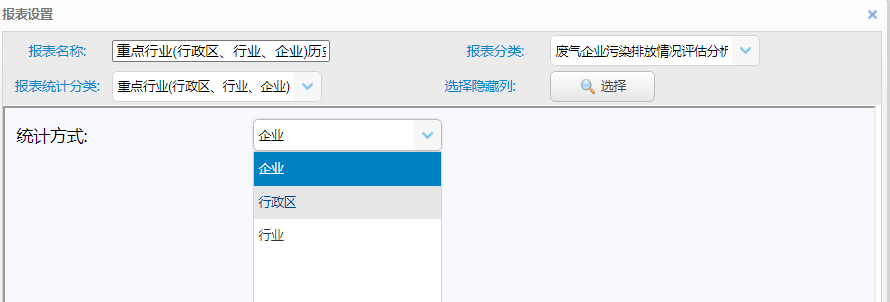 报表设置
报表名称: 重点行业(行政区、行业、企业)历 报表分类: 废气企业污染排放情况评估分析
报表统计分类: 重点行业(行政区、行业、企业) 选择隐藏列: 选择
统计方式: 企业
企业
行政区
行业